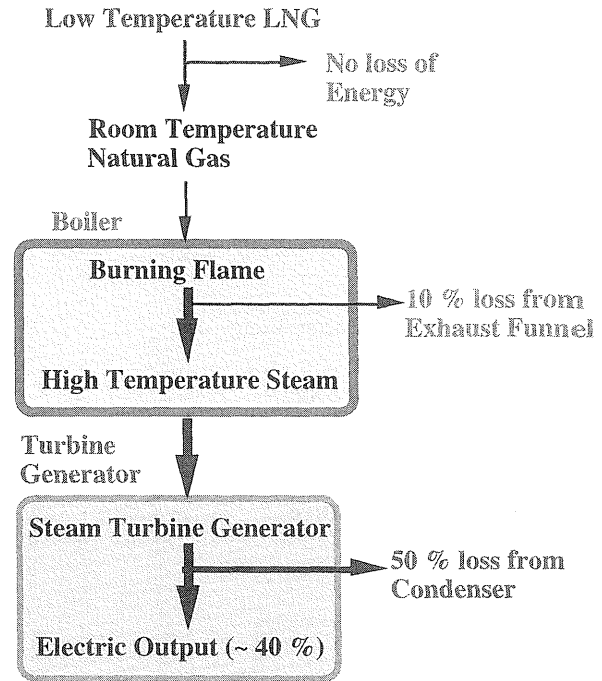 Low Temperature LNG
No loss of
Energy
Room Temperature
Natural Gas
Boiler
Burning Flame
10 % loss from
Exhaust Funnel
High Temperature Steam
Turbine
Generator
Steam Turbine Generator
50 % loss from
Condenser
Electric Output (~ 40 %)